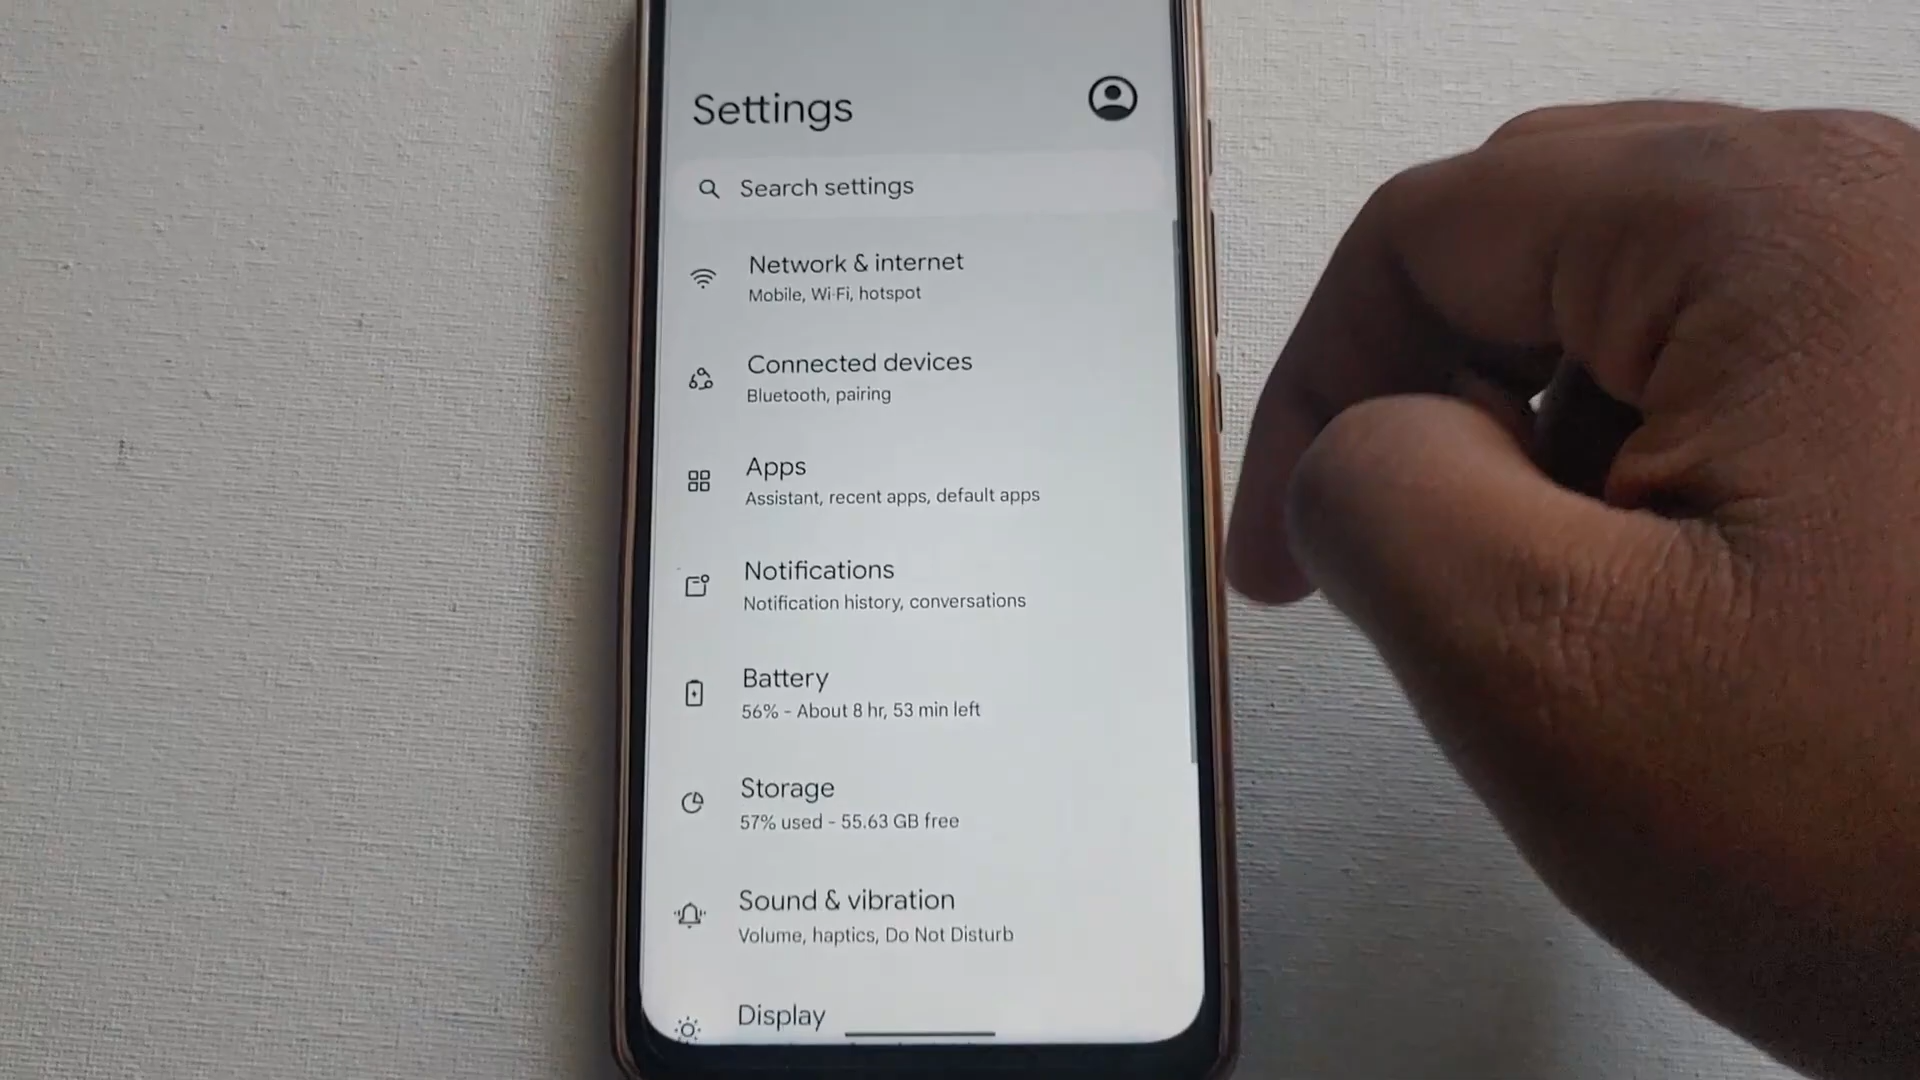 Settings
Search settings
Network & internet
Mobile, Wi-Fi, hotspot
Connected devices
Bluetooth, pairing
Apps
Assistant, recent apps, default apps
Notifications
Notification history, conversations
Battery
56% - About 8 hr, 53 min left
Storage
57% used - 55.63 GB free
Sound & vibration
Volume, haptics, Do Not Disturb
Display